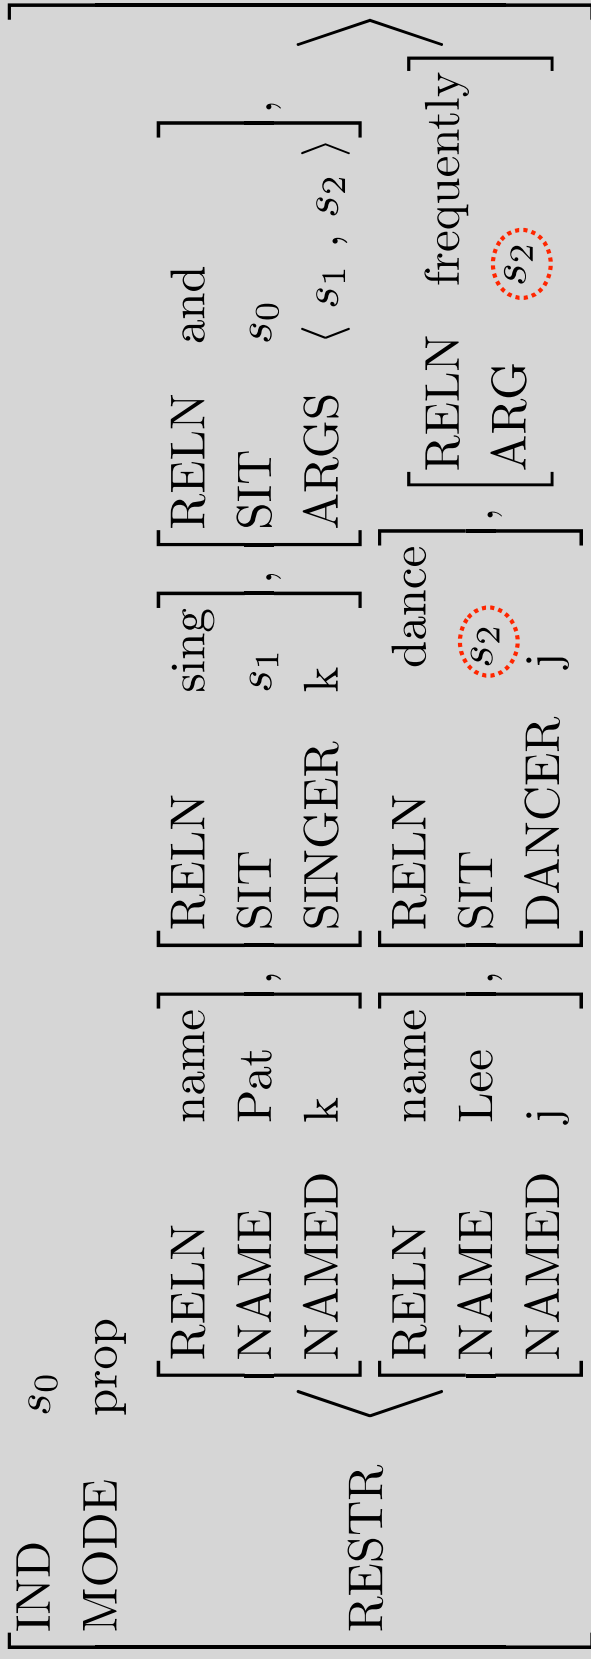 IND s₀
MODE prop
RESTR ⟨ [RELN name, NAME Pat, NAMED k], [RELN sing, SIT s₁, SINGER k], [RELN and, SIT s₀, ARGS ⟨ s₁ , s₂ ⟩],
[RELN name, NAME Lee, NAMED j], [RELN dance, SIT s₂, DANCER j], [RELN frequently, ARG s₂] ⟩